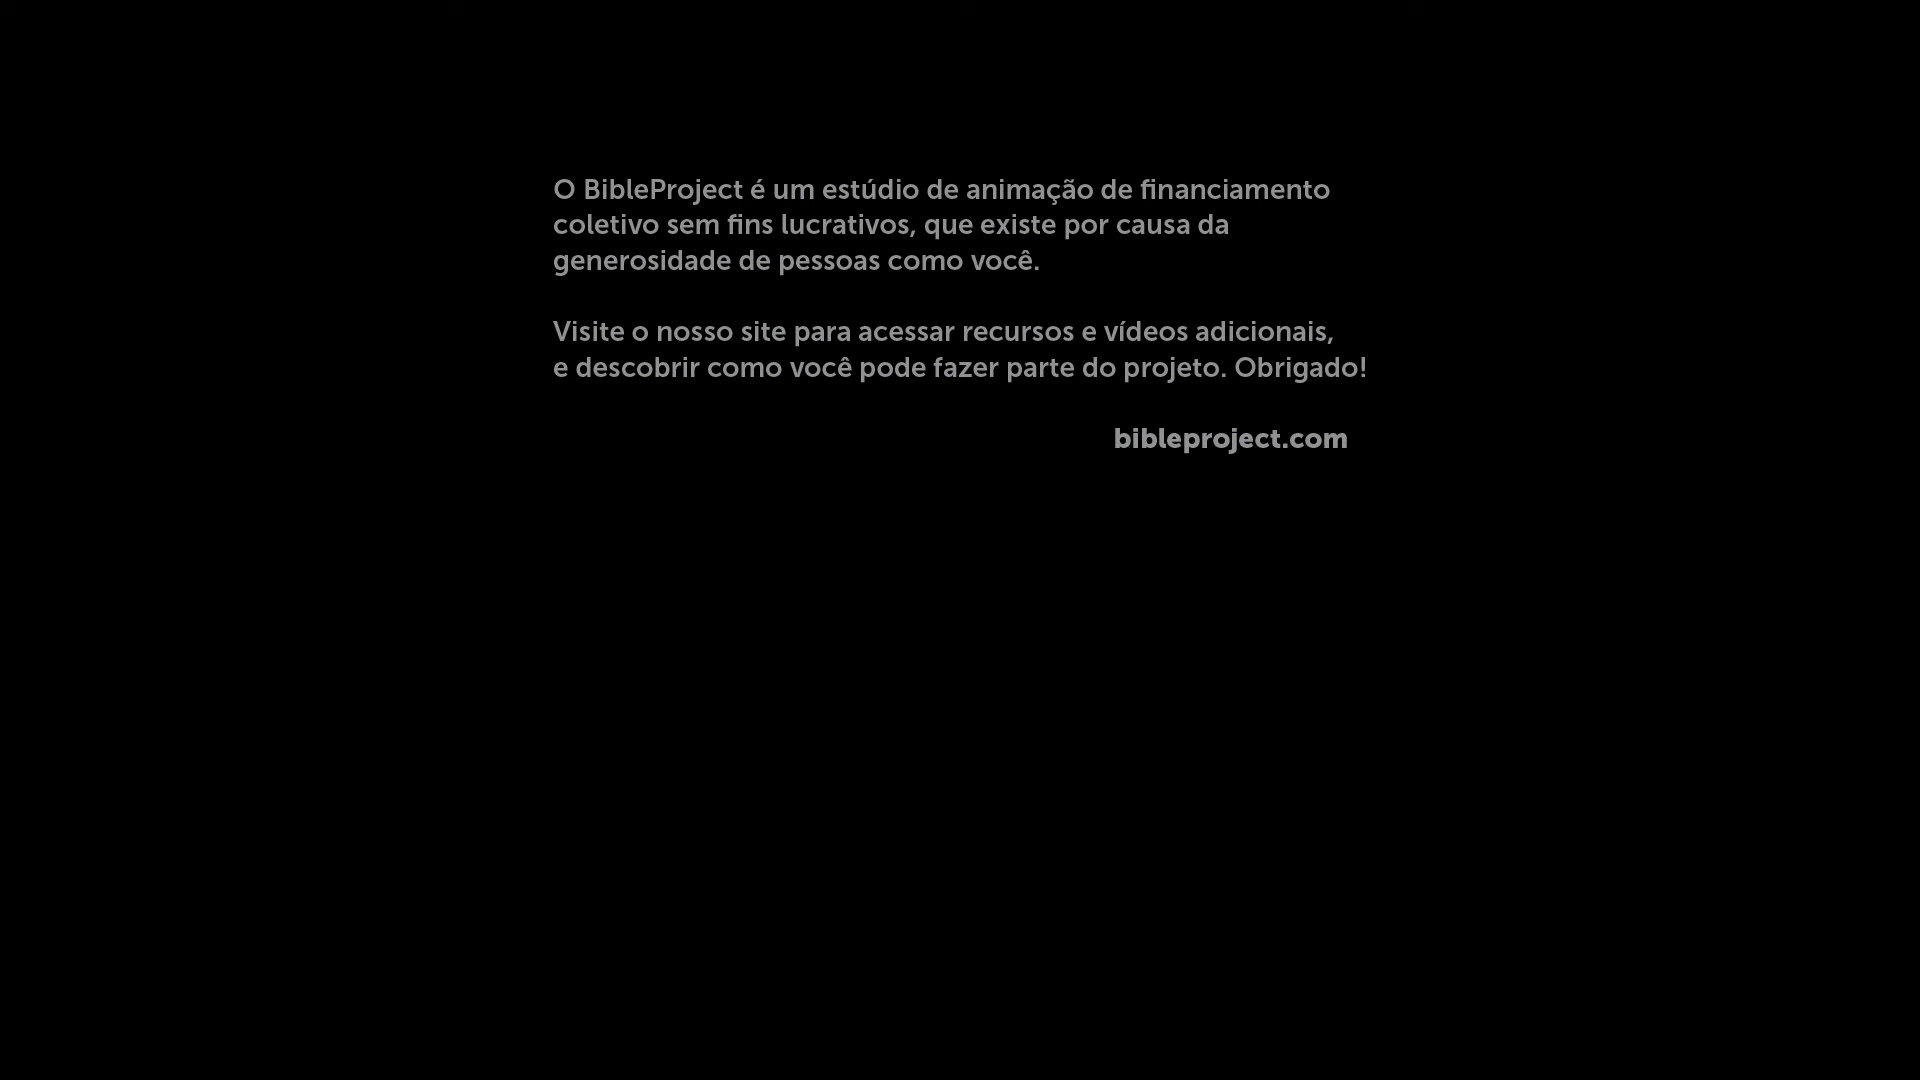 O BibleProject é um estúdio de animação de financiamento
coletivo sem fins lucrativos, que existe por causa da
generosidade de pessoas como você.
Visite o nosso site para acessar recursos e vídeos adicionais,
e descobrir como você pode fazer parte do projeto. Obrigado!
bibleproject.com